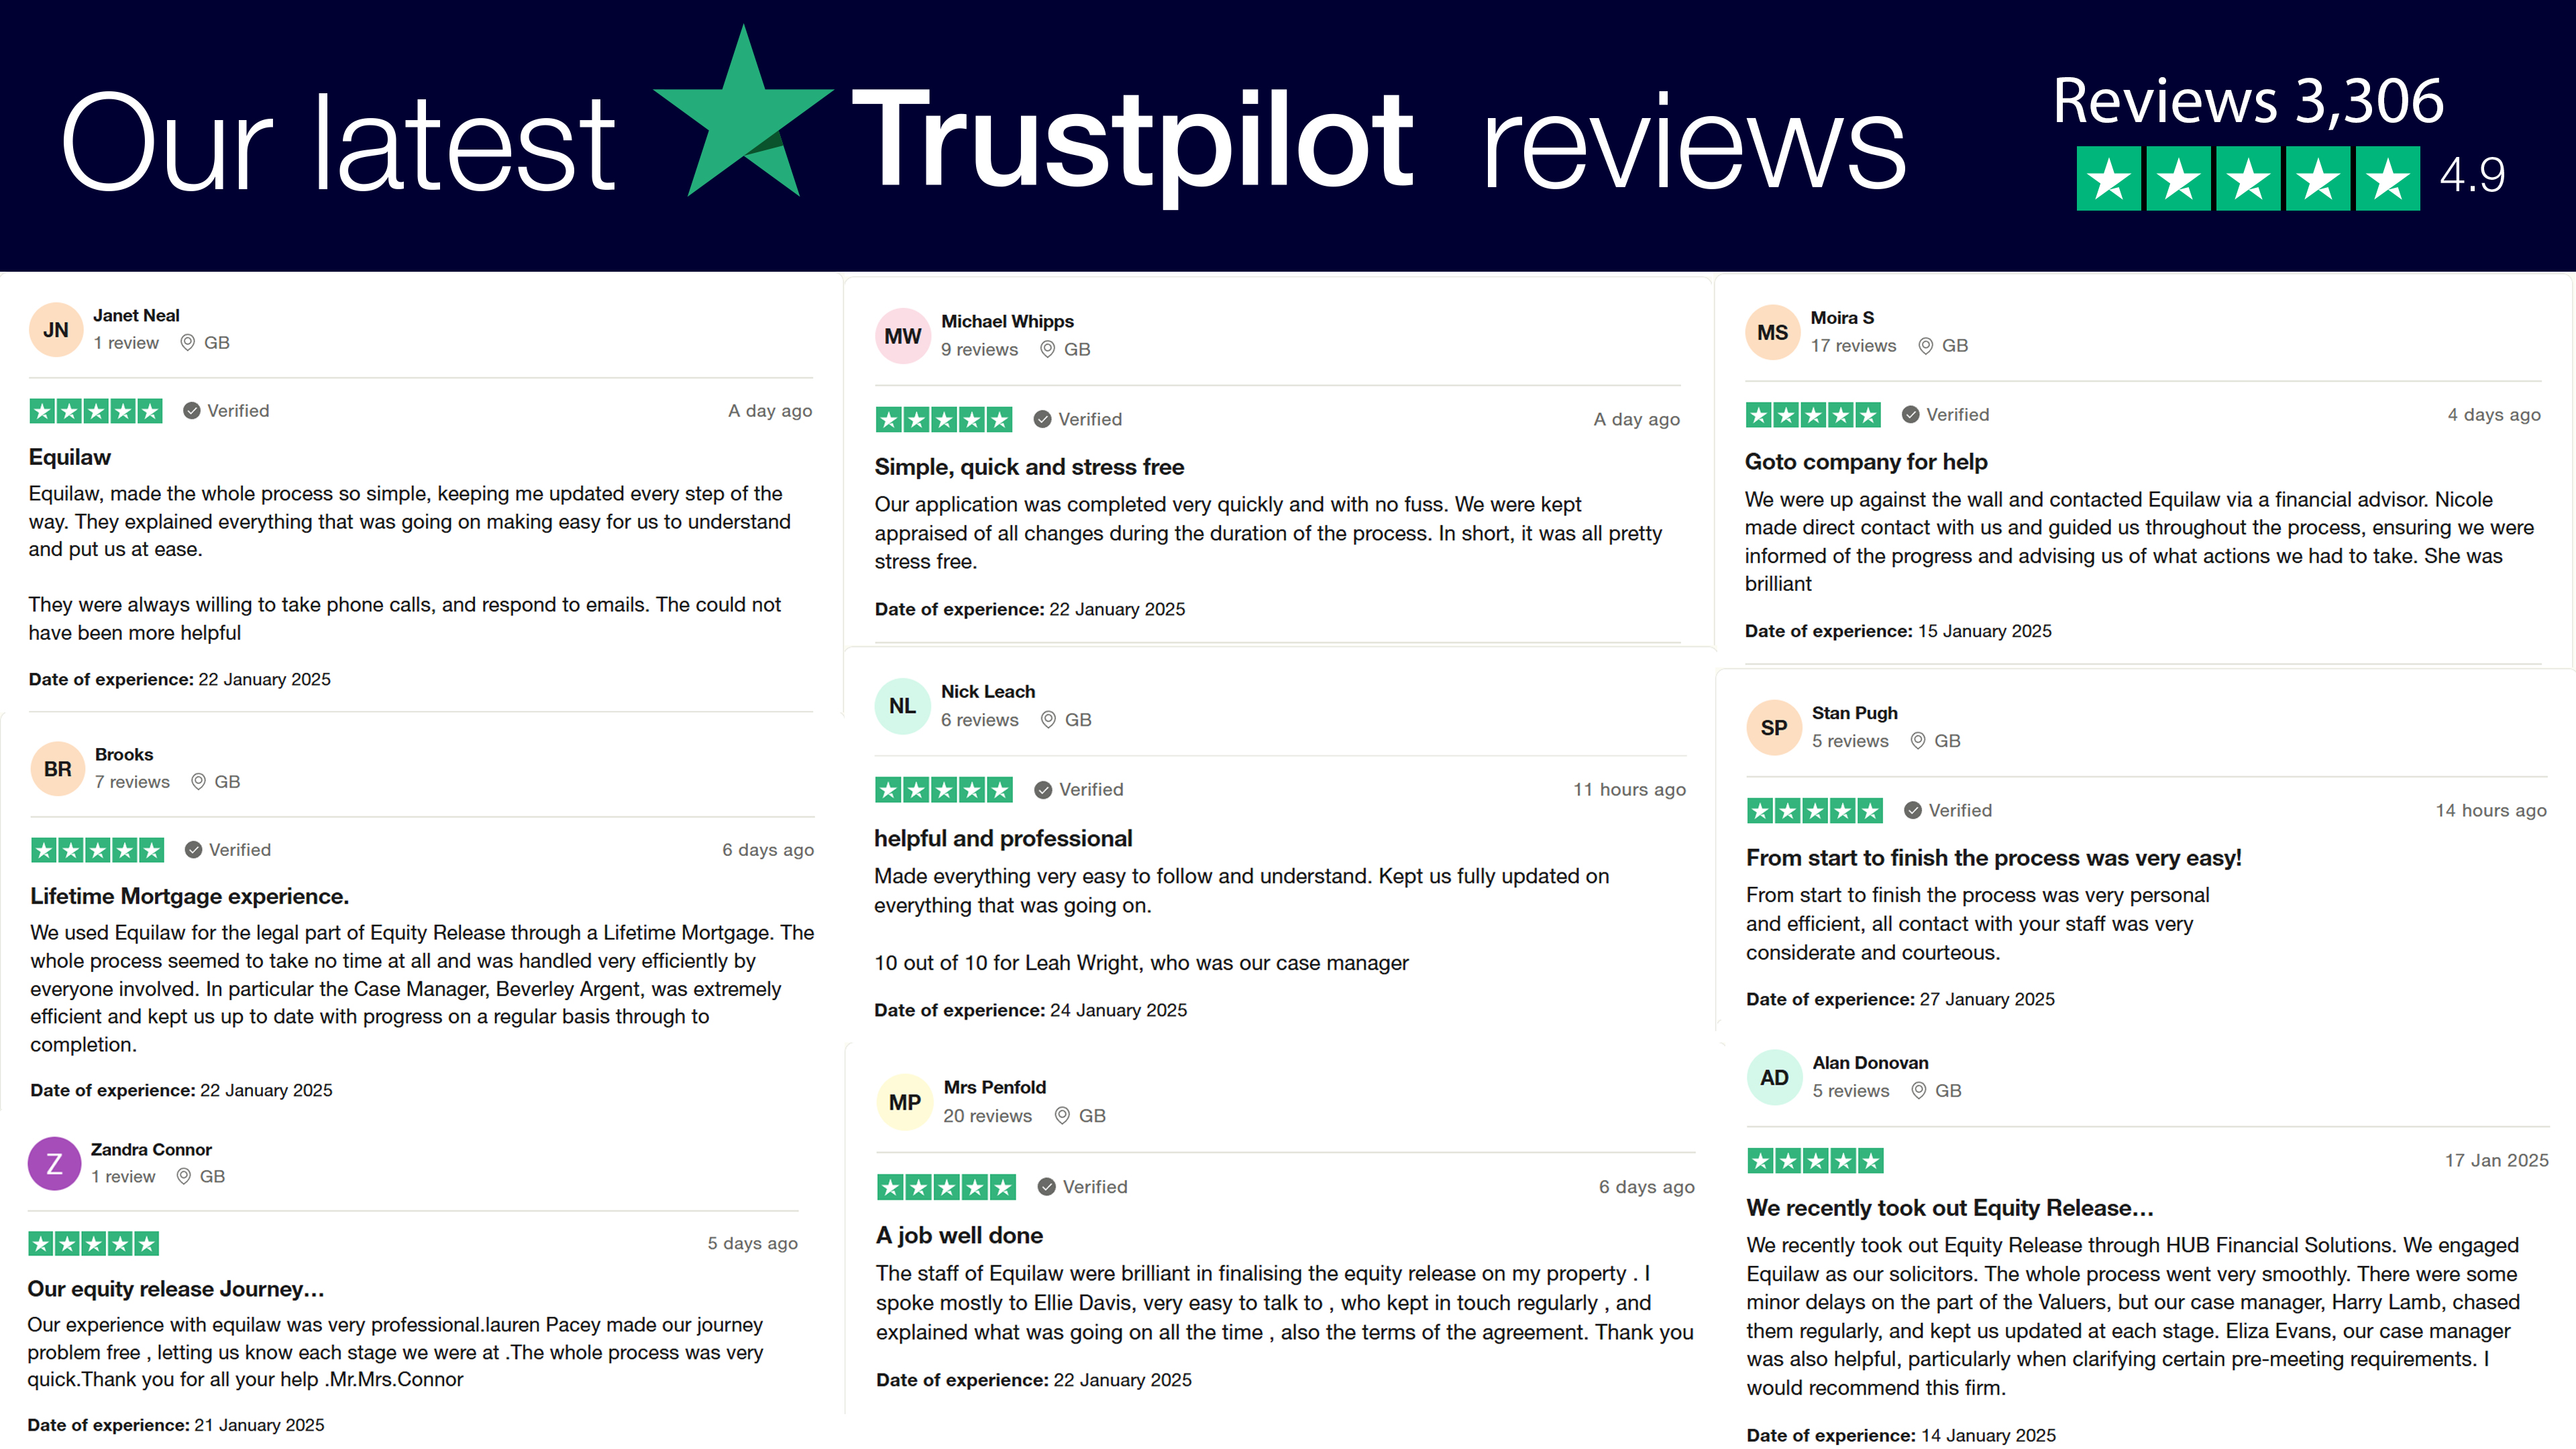 Our latest Trustpilot reviews
Reviews 3,306
4.9
JN
Janet Neal
1 review GB
Verified A day ago
Equilaw
Equilaw, made the whole process so simple, keeping me updated every step of the
way. They explained everything that was going on making easy for us to understand
and put us at ease.
They were always willing to take phone calls, and respond to emails. The could not
have been more helpful
Date of experience: 22 January 2025
BR
Brooks
7 reviews GB
Verified 6 days ago
Lifetime Mortgage experience.
We used Equilaw for the legal part of Equity Release through a Lifetime Mortgage. The
whole process seemed to take no time at all and was handled very efficiently by
everyone involved. In particular the Case Manager, Beverley Argent, was extremely
efficient and kept us up to date with progress on a regular basis through to
completion.
Date of experience: 22 January 2025
Z
Zandra Connor
1 review GB
5 days ago
Our equity release Journey…
Our experience with equilaw was very professional.lauren Pacey made our journey
problem free , letting us know each stage we were at .The whole process was very
quick.Thank you for all your help .Mr.Mrs.Connor
Date of experience: 21 January 2025
MW
Michael Whipps
9 reviews GB
Verified A day ago
Simple, quick and stress free
Our application was completed very quickly and with no fuss. We were kept
appraised of all changes during the duration of the process. In short, it was all pretty
stress free.
Date of experience: 22 January 2025
NL
Nick Leach
6 reviews GB
Verified 11 hours ago
helpful and professional
Made everything very easy to follow and understand. Kept us fully updated on
everything that was going on.
10 out of 10 for Leah Wright, who was our case manager
Date of experience: 24 January 2025
MP
Mrs Penfold
20 reviews GB
Verified 6 days ago
A job well done
The staff of Equilaw were brilliant in finalising the equity release on my property . I
spoke mostly to Ellie Davis, very easy to talk to , who kept in touch regularly , and
explained what was going on all the time , also the terms of the agreement. Thank you
Date of experience: 22 January 2025
MS
Moira S
17 reviews GB
Verified 4 days ago
Goto company for help
We were up against the wall and contacted Equilaw via a financial advisor. Nicole
made direct contact with us and guided us throughout the process, ensuring we were
informed of the progress and advising us of what actions we had to take. She was
brilliant
Date of experience: 15 January 2025
SP
Stan Pugh
5 reviews GB
Verified 14 hours ago
From start to finish the process was very easy!
From start to finish the process was very personal
and efficient, all contact with your staff was very
considerate and courteous.
Date of experience: 27 January 2025
AD
Alan Donovan
5 reviews GB
17 Jan 2025
We recently took out Equity Release…
We recently took out Equity Release through HUB Financial Solutions. We engaged
Equilaw as our solicitors. The whole process went very smoothly. There were some
minor delays on the part of the Valuers, but our case manager, Harry Lamb, chased
them regularly, and kept us updated at each stage. Eliza Evans, our case manager
was also helpful, particularly when clarifying certain pre-meeting requirements. I
would recommend this firm.
Date of experience: 14 January 2025